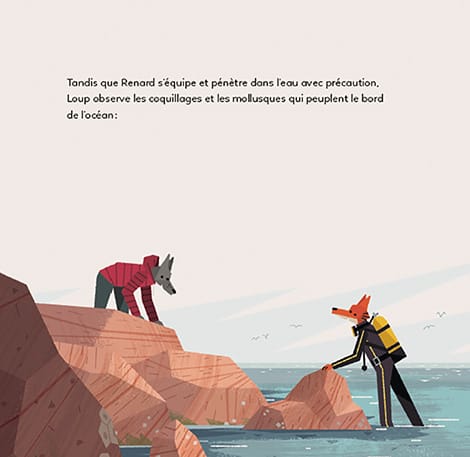 Tandis que Renard s'équipe et pénètre dans l'eau avec précaution,
Loup observe les coquillages et les mollusques qui peuplent le bord
de l'océan :